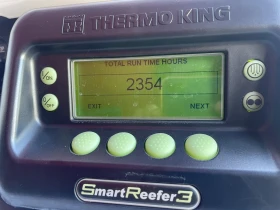 THERMO KING
TOTAL RUN TIME HOURS
2354
EXIT NEXT
SmartReefer3